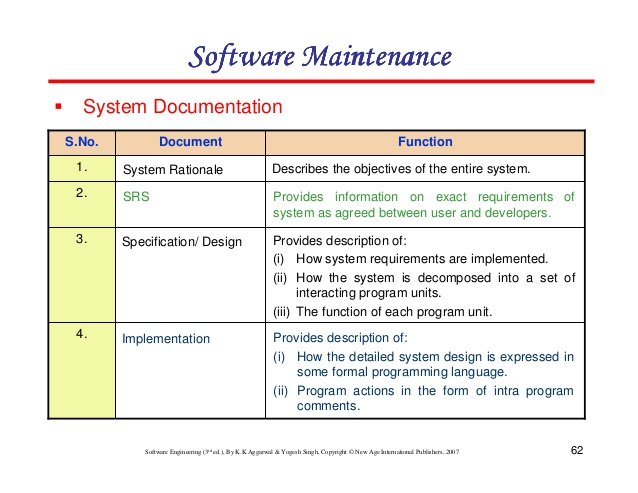 Software Maintenance
▪ System Documentation
S.No. Document Function
1. System Rationale Describes the objectives of the entire system.
2. SRS Provides information on exact requirements of
system as agreed between user and developers.
3. Specification/ Design Provides description of:
(i) How system requirements are implemented.
(ii) How the system is decomposed into a set of
interacting program units.
(iii) The function of each program unit.
4. Implementation Provides description of:
(i) How the detailed system design is expressed in
some formal programming language.
(ii) Program actions in the form of intra program
comments.
Software Engineering (3rd ed.), By K.K Aggarwal & Yogesh Singh, Copyright © New Age International Publishers, 2007 62